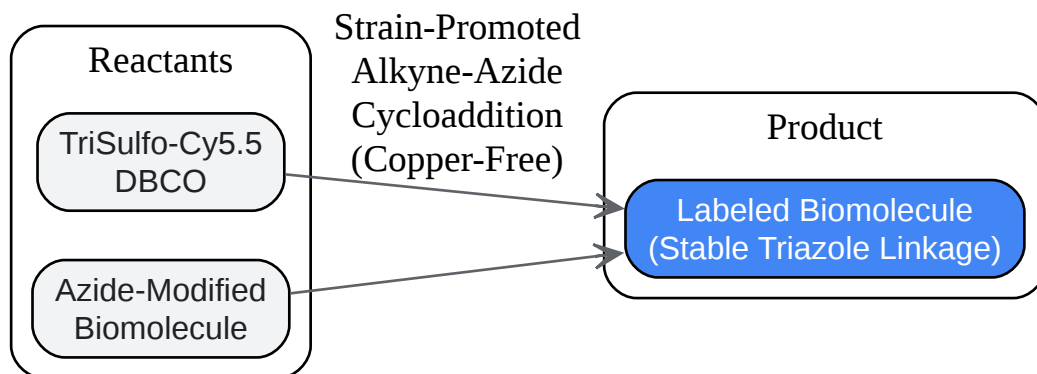 Reactants
TriSulfo-Cy5.5
DBCO
Azide-Modified
Biomolecule
Strain-Promoted
Alkyne-Azide
Cycloaddition
(Copper-Free)
Product
Labeled Biomolecule
(Stable Triazole Linkage)